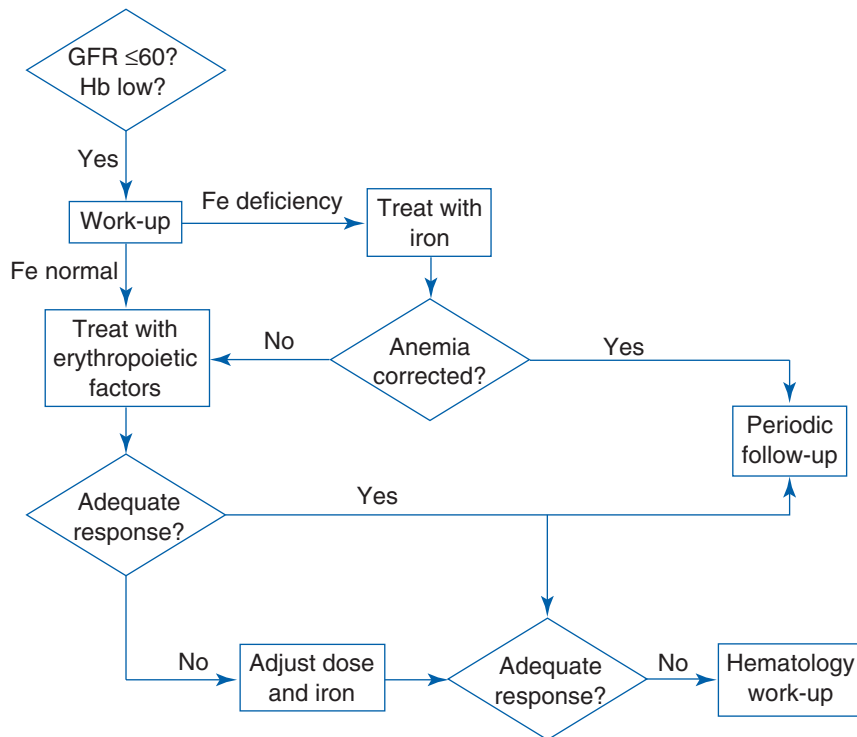 GFR ≤60?
Hb low?
Yes
Work-up
Fe deficiency
Treat with
iron
Fe normal
Treat with
erythropoietic
factors
No
Anemia
corrected?
Yes
Periodic
follow-up
Adequate
response?
Yes
No
Adjust dose
and iron
Adequate
response?
No
Hematology
work-up